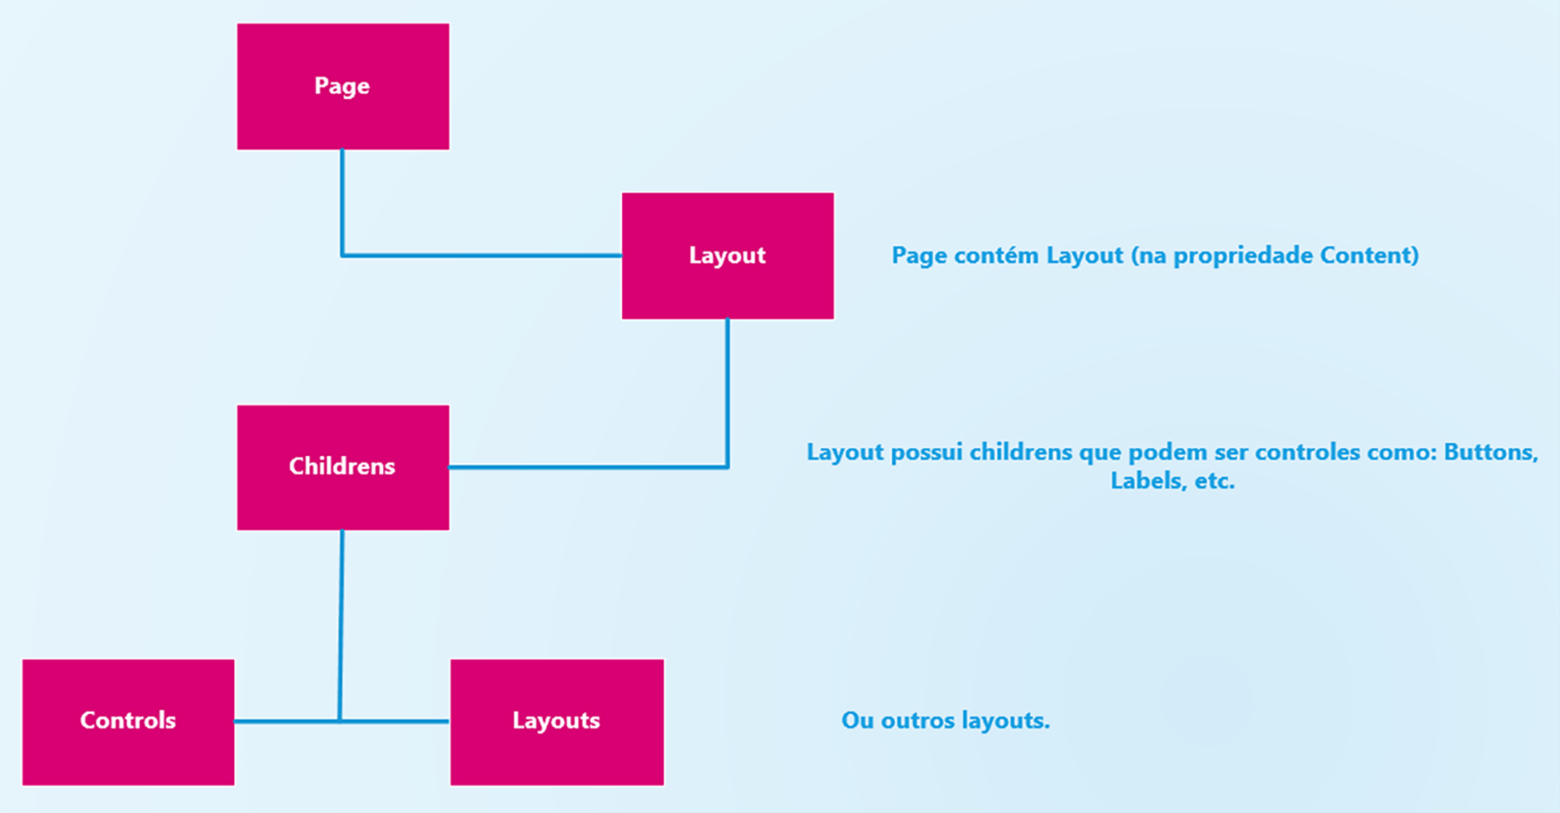 Page
Layout
Page contém Layout (na propriedade Content)
Childrens
Layout possui childrens que podem ser controles como: Buttons,
Labels, etc.
Controls
Layouts
Ou outros layouts.